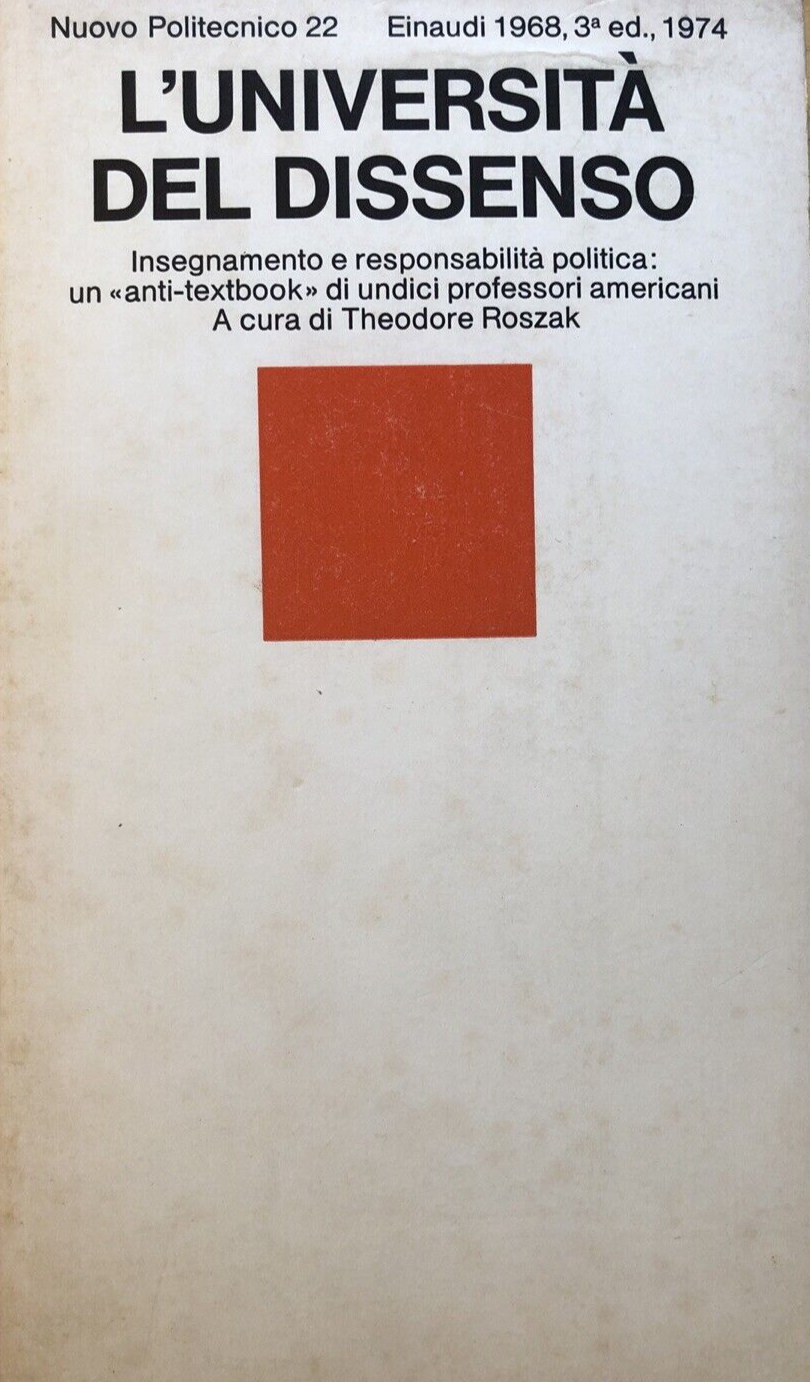 Nuovo Politecnico 22 Einaudi 1968, 3ª ed., 1974
L'UNIVERSITÀ
DEL DISSENSO
Insegnamento e responsabilità politica:
un «anti-textbook» di undici professori americani
A cura di Theodore Roszak